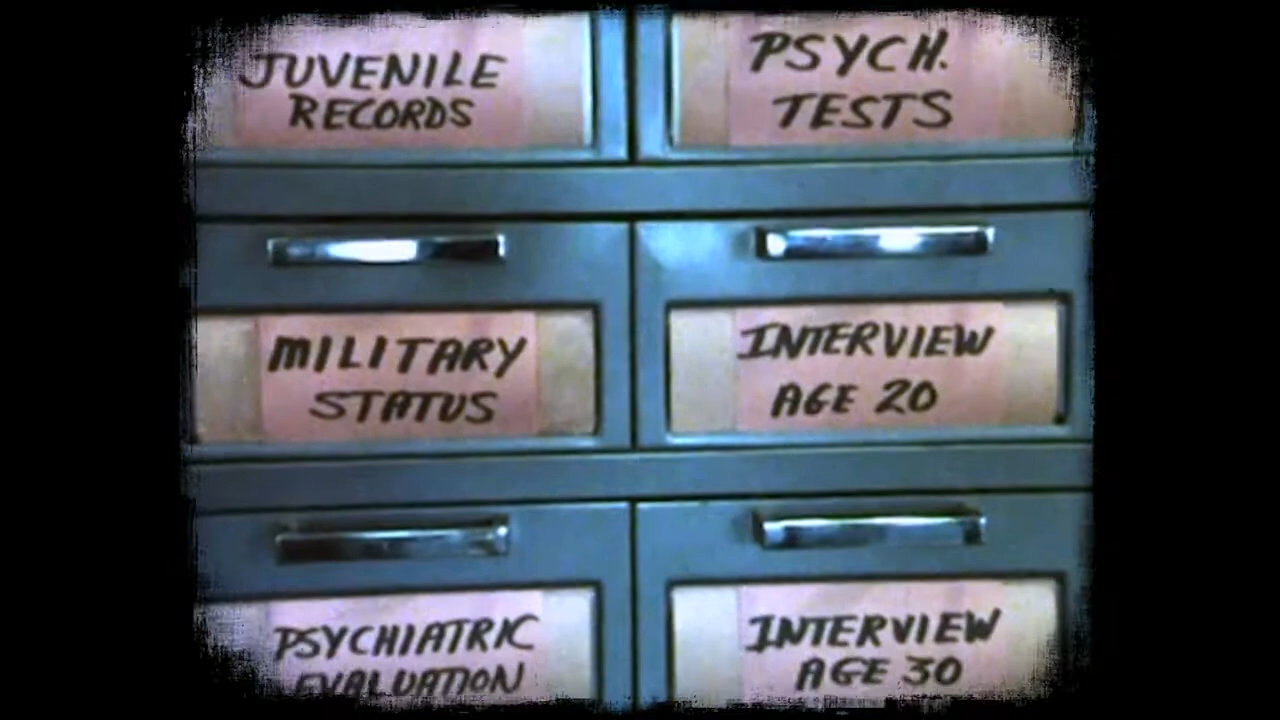 JUVENILE
RECORDS
PSYCH.
TESTS
MILITARY
STATUS
INTERVIEW
AGE 20
PSYCHIATRIC
EVALUATION
INTERVIEW
AGE 30